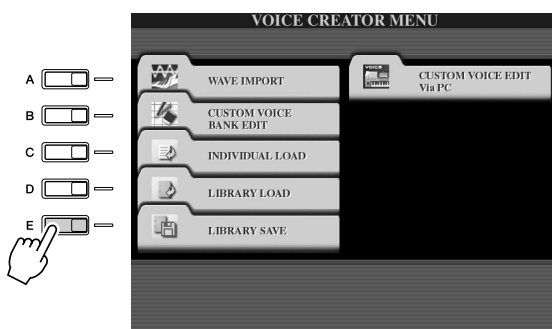 VOICE CREATOR MENU
A
WAVE IMPORT
B
CUSTOM VOICE
BANK EDIT
C
INDIVIDUAL LOAD
D
LIBRARY LOAD
E
LIBRARY SAVE
VOICE
CUSTOM VOICE EDIT
Via PC